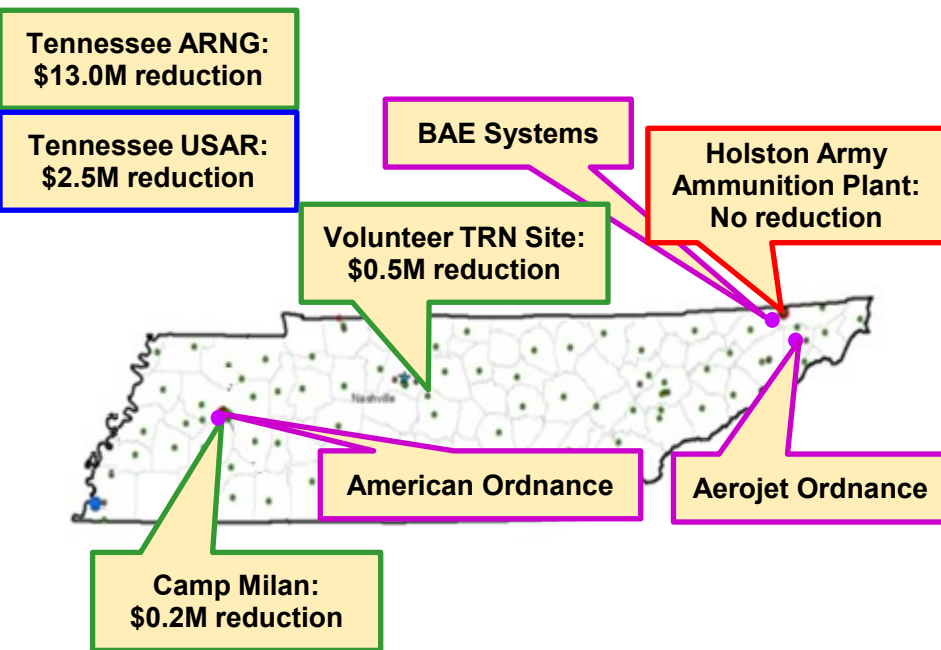 Tennessee ARNG:
$13.0M reduction
Tennessee USAR:
$2.5M reduction
BAE Systems
Holston Army
Ammunition Plant:
No reduction
Volunteer TRN Site:
$0.5M reduction
Nashville
American Ordnance
Aerojet Ordnance
Camp Milan:
$0.2M reduction